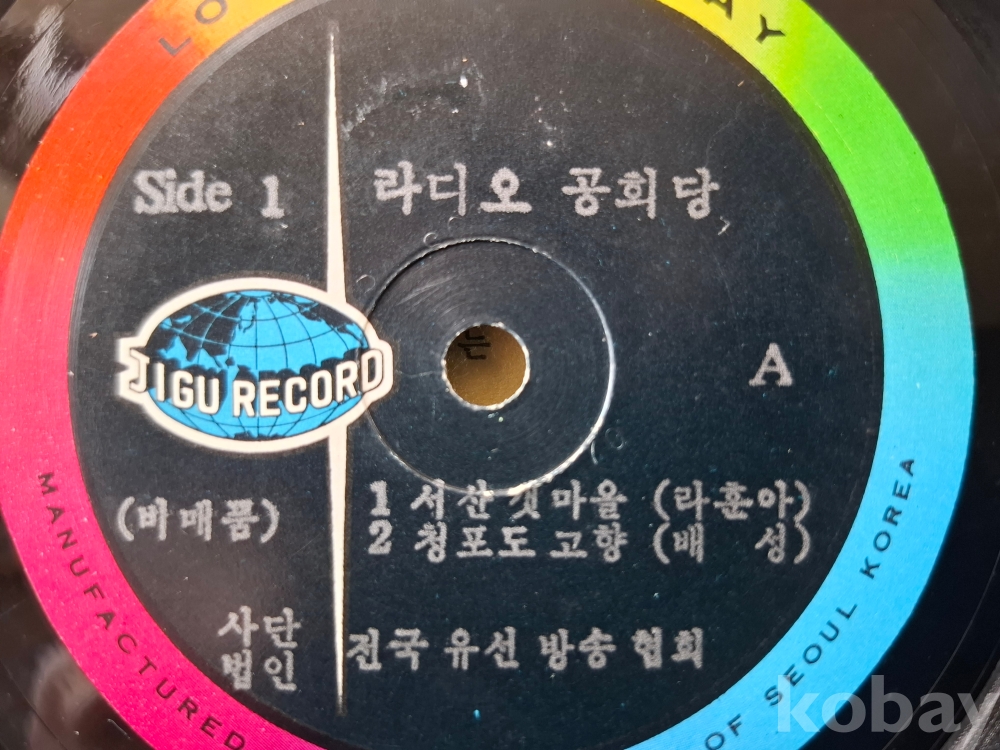 LO
AY
Side 1 라디오 공회당
JIGU RECORD
든
A
(비매품)
1 서산갯마을 (라훈아)
2 청포도고향 (배 성)
사단법인 전국 유선 방송 협회
MANUFACTURED
OF SEOUL KOREA
kobay